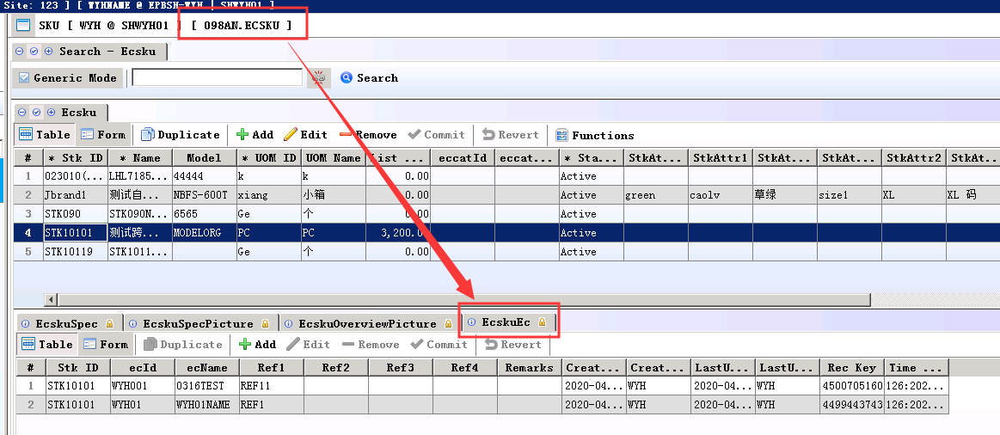 Site: 123 ] [ WYHNAME @ EPBSH-WYH | SHWYH01 ]
SKU [ WYH @ SHWYH01 ] [ 098AN.ECSKU ]
Search - Ecsku
Generic Mode Search
Ecsku
Table Form Duplicate Add Edit Remove Commit Revert Functions
# * Stk ID * Name Model * UOM ID UOM Name List ... eccatId eccat... * Sta... StkAt... StkAttr1 StkAt... StkAt... StkAttr2 StkAt...
1 023010(... LHL7185... 44444 k k 0.00 Active
2 Jbrand1 测试自... NBFS-600T xiang 小箱 0.00 Active green caolv 草绿 size1 XL XL 码
3 STK090 STK090N... 6565 Ge 个 0.00 Active
4 STK10101 测试跨... MODELORG PC PC 3,200.0 Active
5 STK10119 STK1011... Ge 个 0.00 Active
EcskuSpec EcskuSpecPicture EcskuOverviewPicture EcskuEc
Table Form Duplicate Add Edit Remove Commit Revert
# Stk ID ecId ecName Ref1 Ref2 Ref3 Ref4 Remarks Creat... Creat... LastU... LastU... Rec Key Time ...
1 STK10101 WYH001 0316TEST REF11 2020-04... WYH 2020-04... WYH 4500705160 126:202...
2 STK10101 WYH01 WYH01NAME REF1 2020-04... WYH 2020-04... WYH 4499443743 126:202...